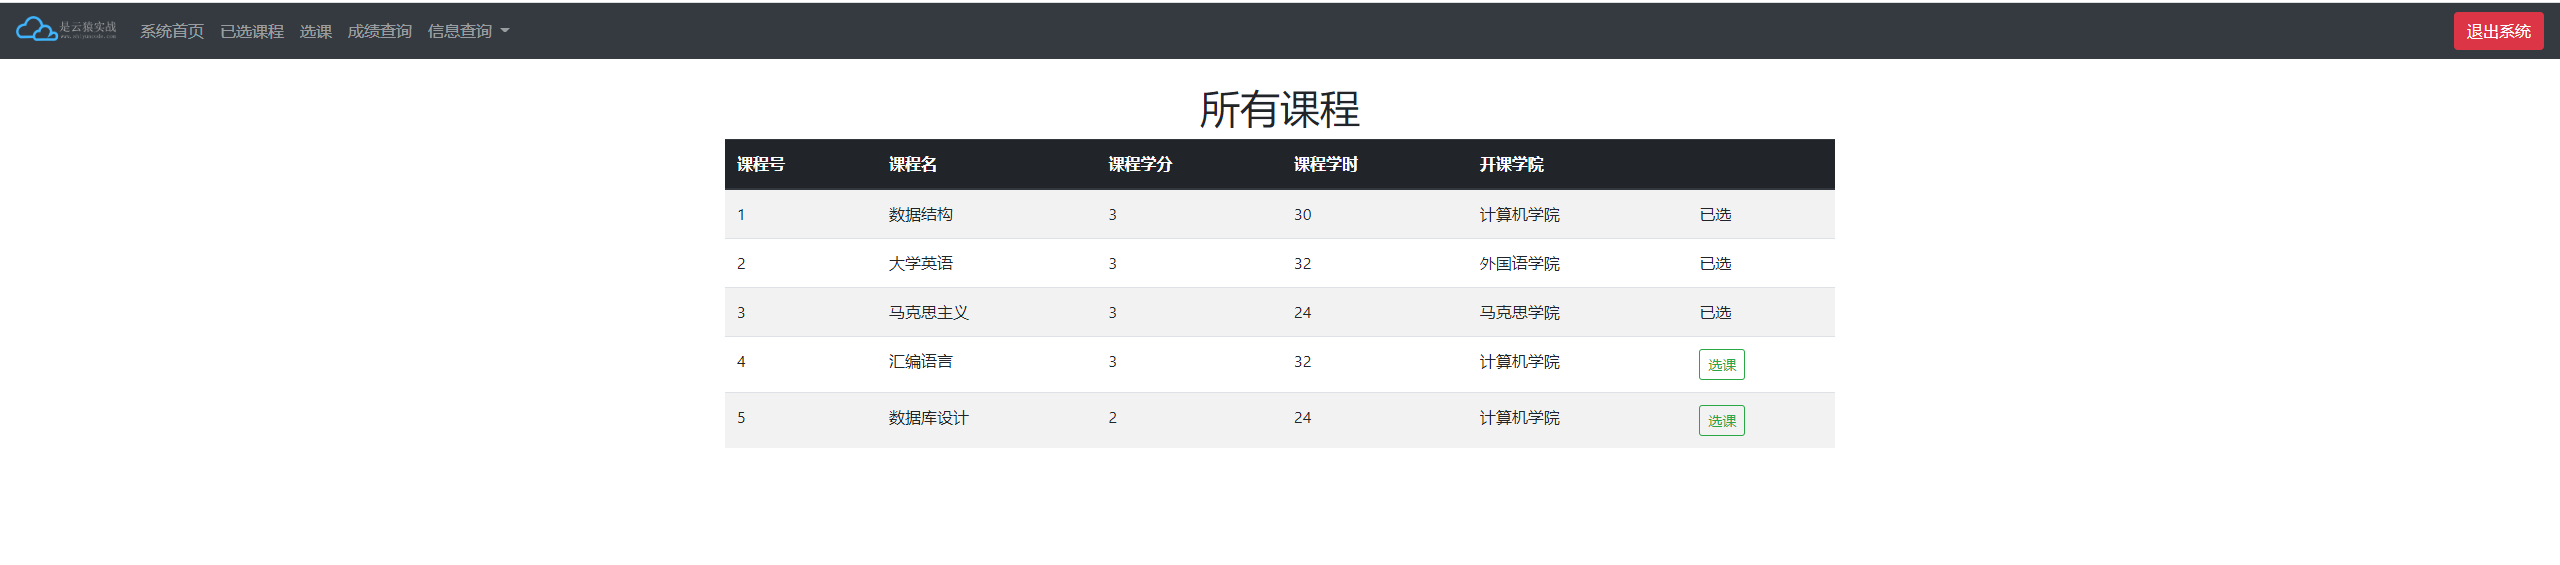 是云猿实战 系统首页 已选课程 选课 成绩查询 信息查询 退出系统
所有课程
课程号 课程名 课程学分 课程学时 开课学院
1 数据结构 3 30 计算机学院 已选
2 大学英语 3 32 外国语学院 已选
3 马克思主义 3 24 马克思学院 已选
4 汇编语言 3 32 计算机学院 选课
5 数据库设计 2 24 计算机学院 选课